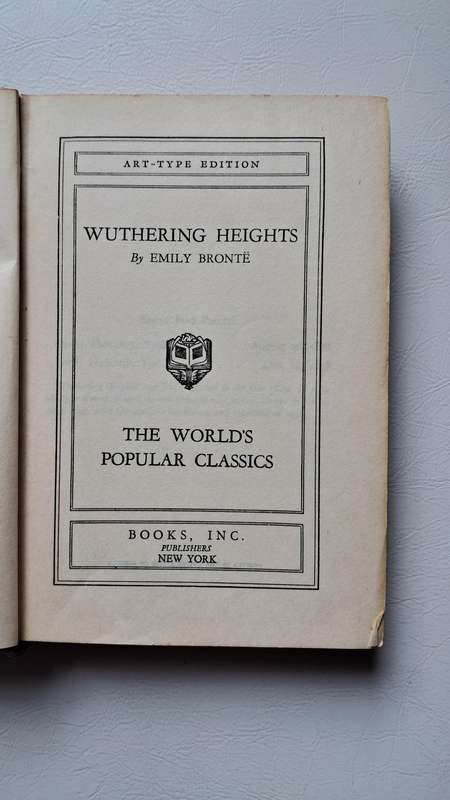 ART-TYPE EDITION
WUTHERING HEIGHTS
By EMILY BRONTË
THE WORLD'S
POPULAR CLASSICS
BOOKS, INC.
PUBLISHERS
NEW YORK